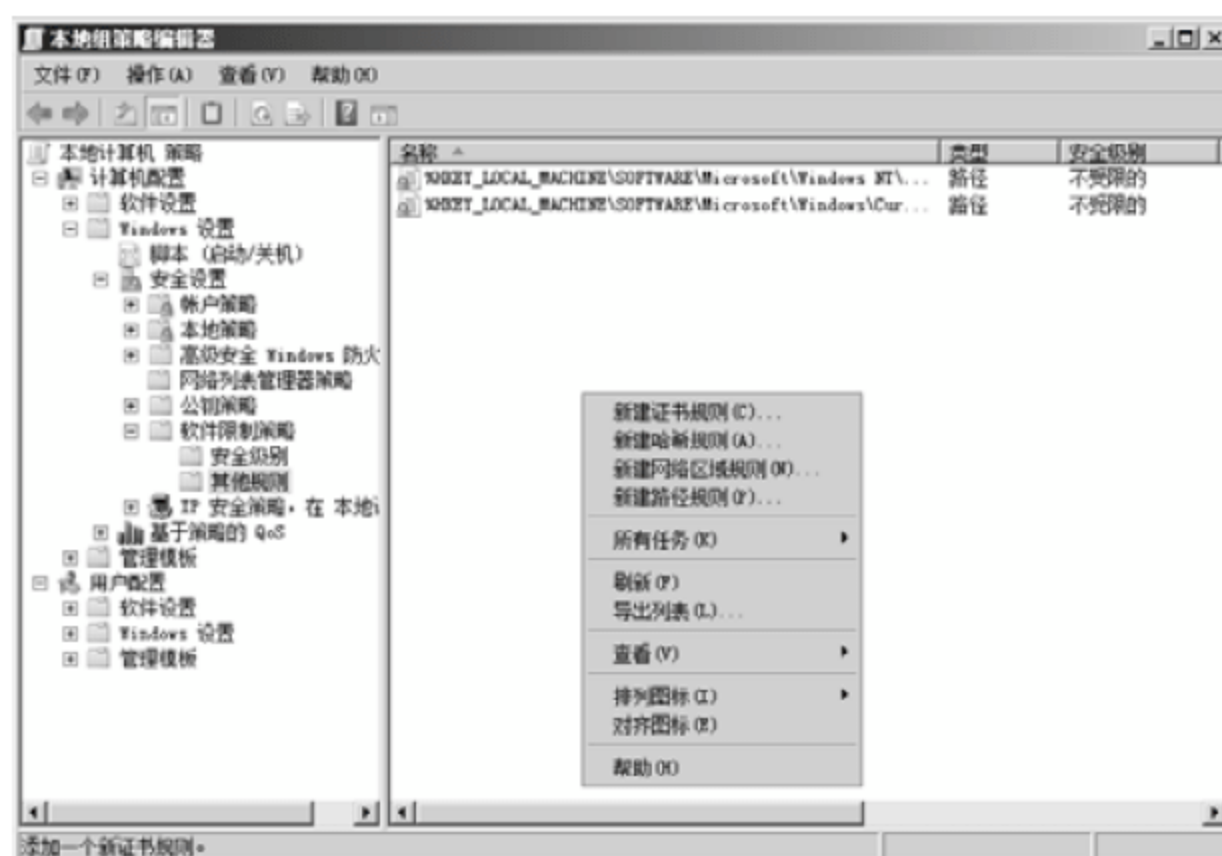 本地组策略编辑器
文件(F) 操作(A) 查看(V) 帮助(H)
本地计算机 策略
计算机配置
软件设置
Windows 设置
脚本 (启动/关机)
安全设置
帐户策略
本地策略
高级安全 Windows 防火
网络列表管理器策略
公钥策略
软件限制策略
安全级别
其他规则
IP 安全策略，在 本地
基于策略的 QoS
管理模板
用户配置
软件设置
Windows 设置
管理模板
名称 类型 安全级别
%HKEY_LOCAL_MACHINE\SOFTWARE\Microsoft\Windows NT\... 路径 不受限的
%HKEY_LOCAL_MACHINE\SOFTWARE\Microsoft\Windows\Cur... 路径 不受限的
新建证书规则(C)...
新建哈希规则(A)...
新建网络区域规则(N)...
新建路径规则(P)...
所有任务(K)
刷新(F)
导出列表(L)...
查看(V)
排列图标(I)
对齐图标(E)
帮助(H)
添加一个新证书规则。